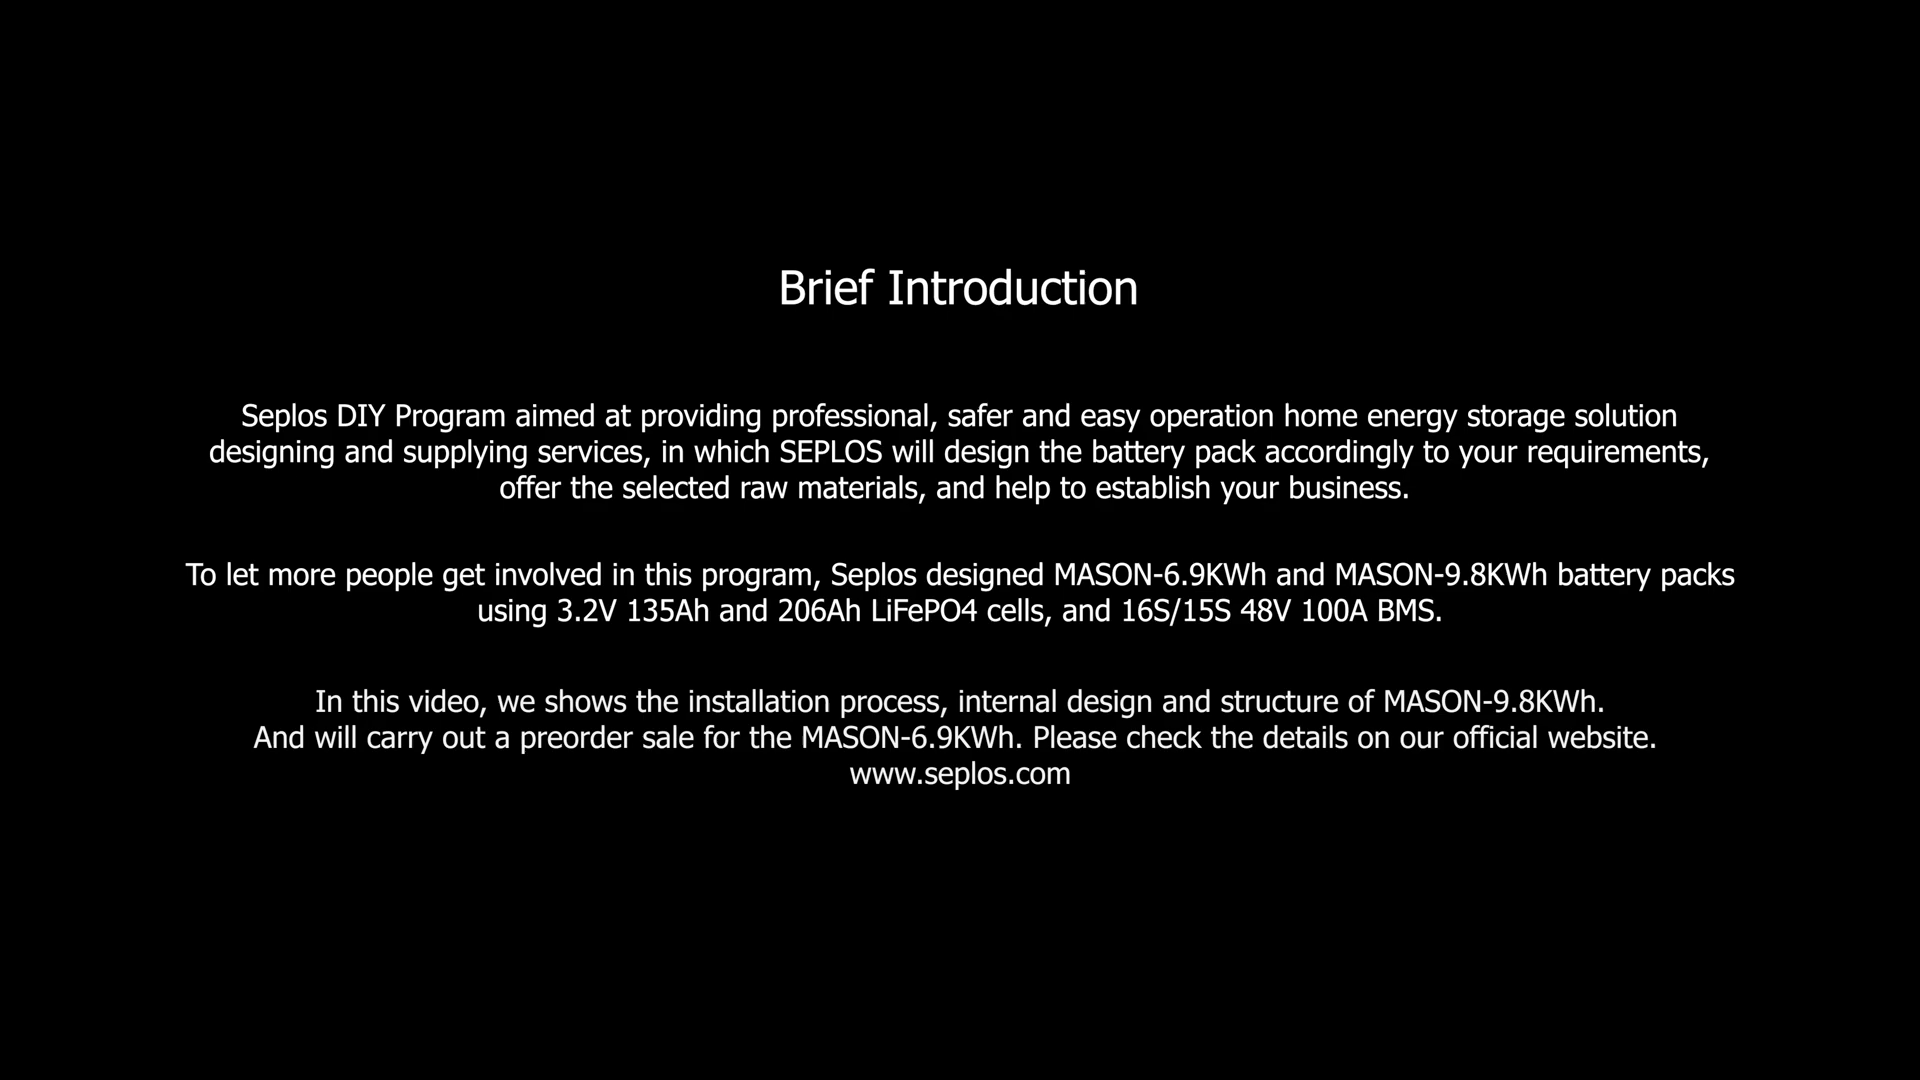 Brief Introduction
Seplos DIY Program aimed at providing professional, safer and easy operation home energy storage solution
designing and supplying services, in which SEPLOS will design the battery pack accordingly to your requirements,
offer the selected raw materials, and help to establish your business.
To let more people get involved in this program, Seplos designed MASON-6.9KWh and MASON-9.8KWh battery packs
using 3.2V 135Ah and 206Ah LiFePO4 cells, and 16S/15S 48V 100A BMS.
In this video, we shows the installation process, internal design and structure of MASON-9.8KWh.
And will carry out a preorder sale for the MASON-6.9KWh. Please check the details on our official website.
www.seplos.com